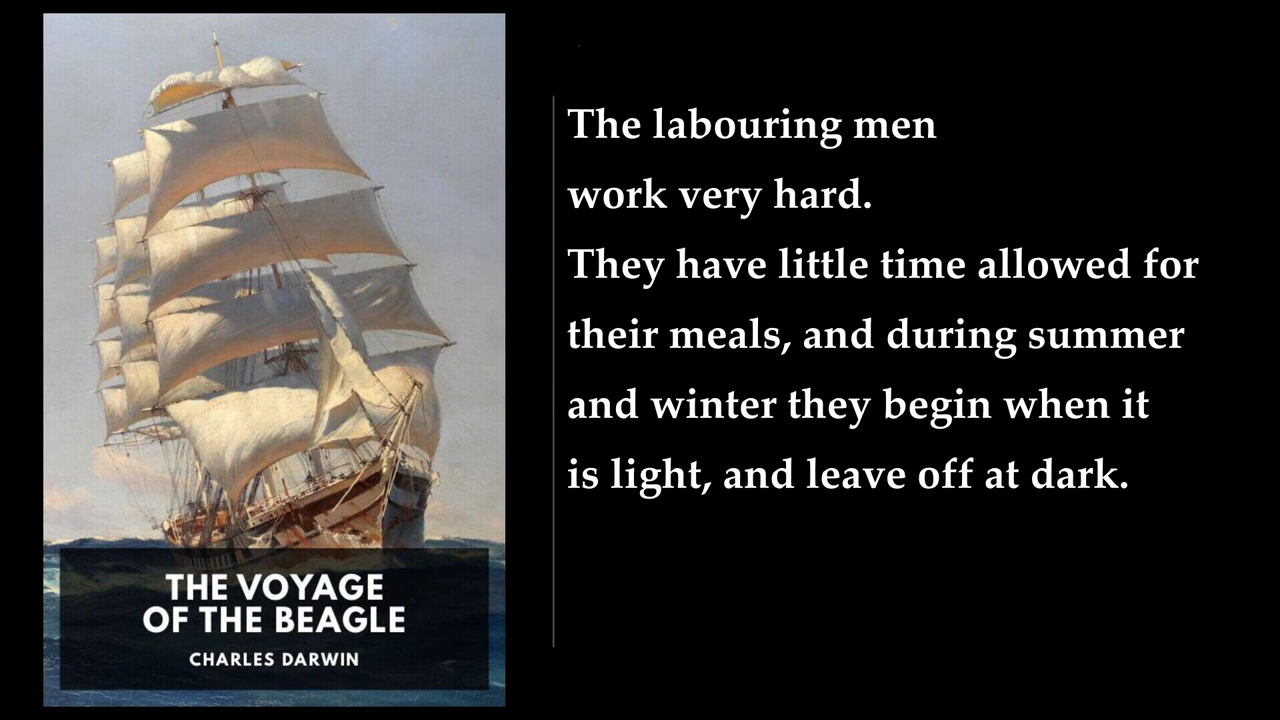 The labouring men
work very hard.
They have little time allowed for
their meals, and during summer
and winter they begin when it
is light, and leave off at dark.
THE VOYAGE
OF THE BEAGLE
CHARLES DARWIN